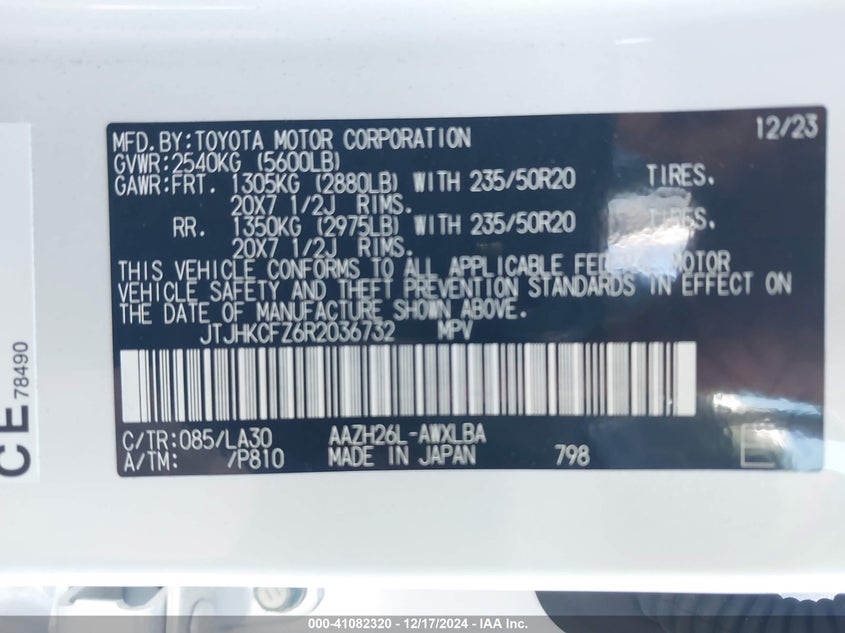 MFD.BY:TOYOTA MOTOR CORPORATION 12/23
GVWR:2540KG (5600LB)
GAWR:FRT. 1305KG (2880LB) WITH 235/50R20 TIRES.
20X7 1/2J RIMS.
RR. 1350KG (2975LB) WITH 235/50R20 TIRES.
20X7 1/2J RIMS.
THIS VEHICLE CONFORMS TO ALL APPLICABLE FEDERAL MOTOR
VEHICLE SAFETY AND THEFT PREVENTION STANDARDS IN EFFECT ON
THE DATE OF MANUFACTURE SHOWN ABOVE.
JTJHKCFZ6R2036732 MPV
C/TR:085/LA30 AAZH26L-AWXLBA
A/TM: /P810 MADE IN JAPAN 798
E
CE
78490
000-41082320 - 12/17/2024 - IAA Inc.